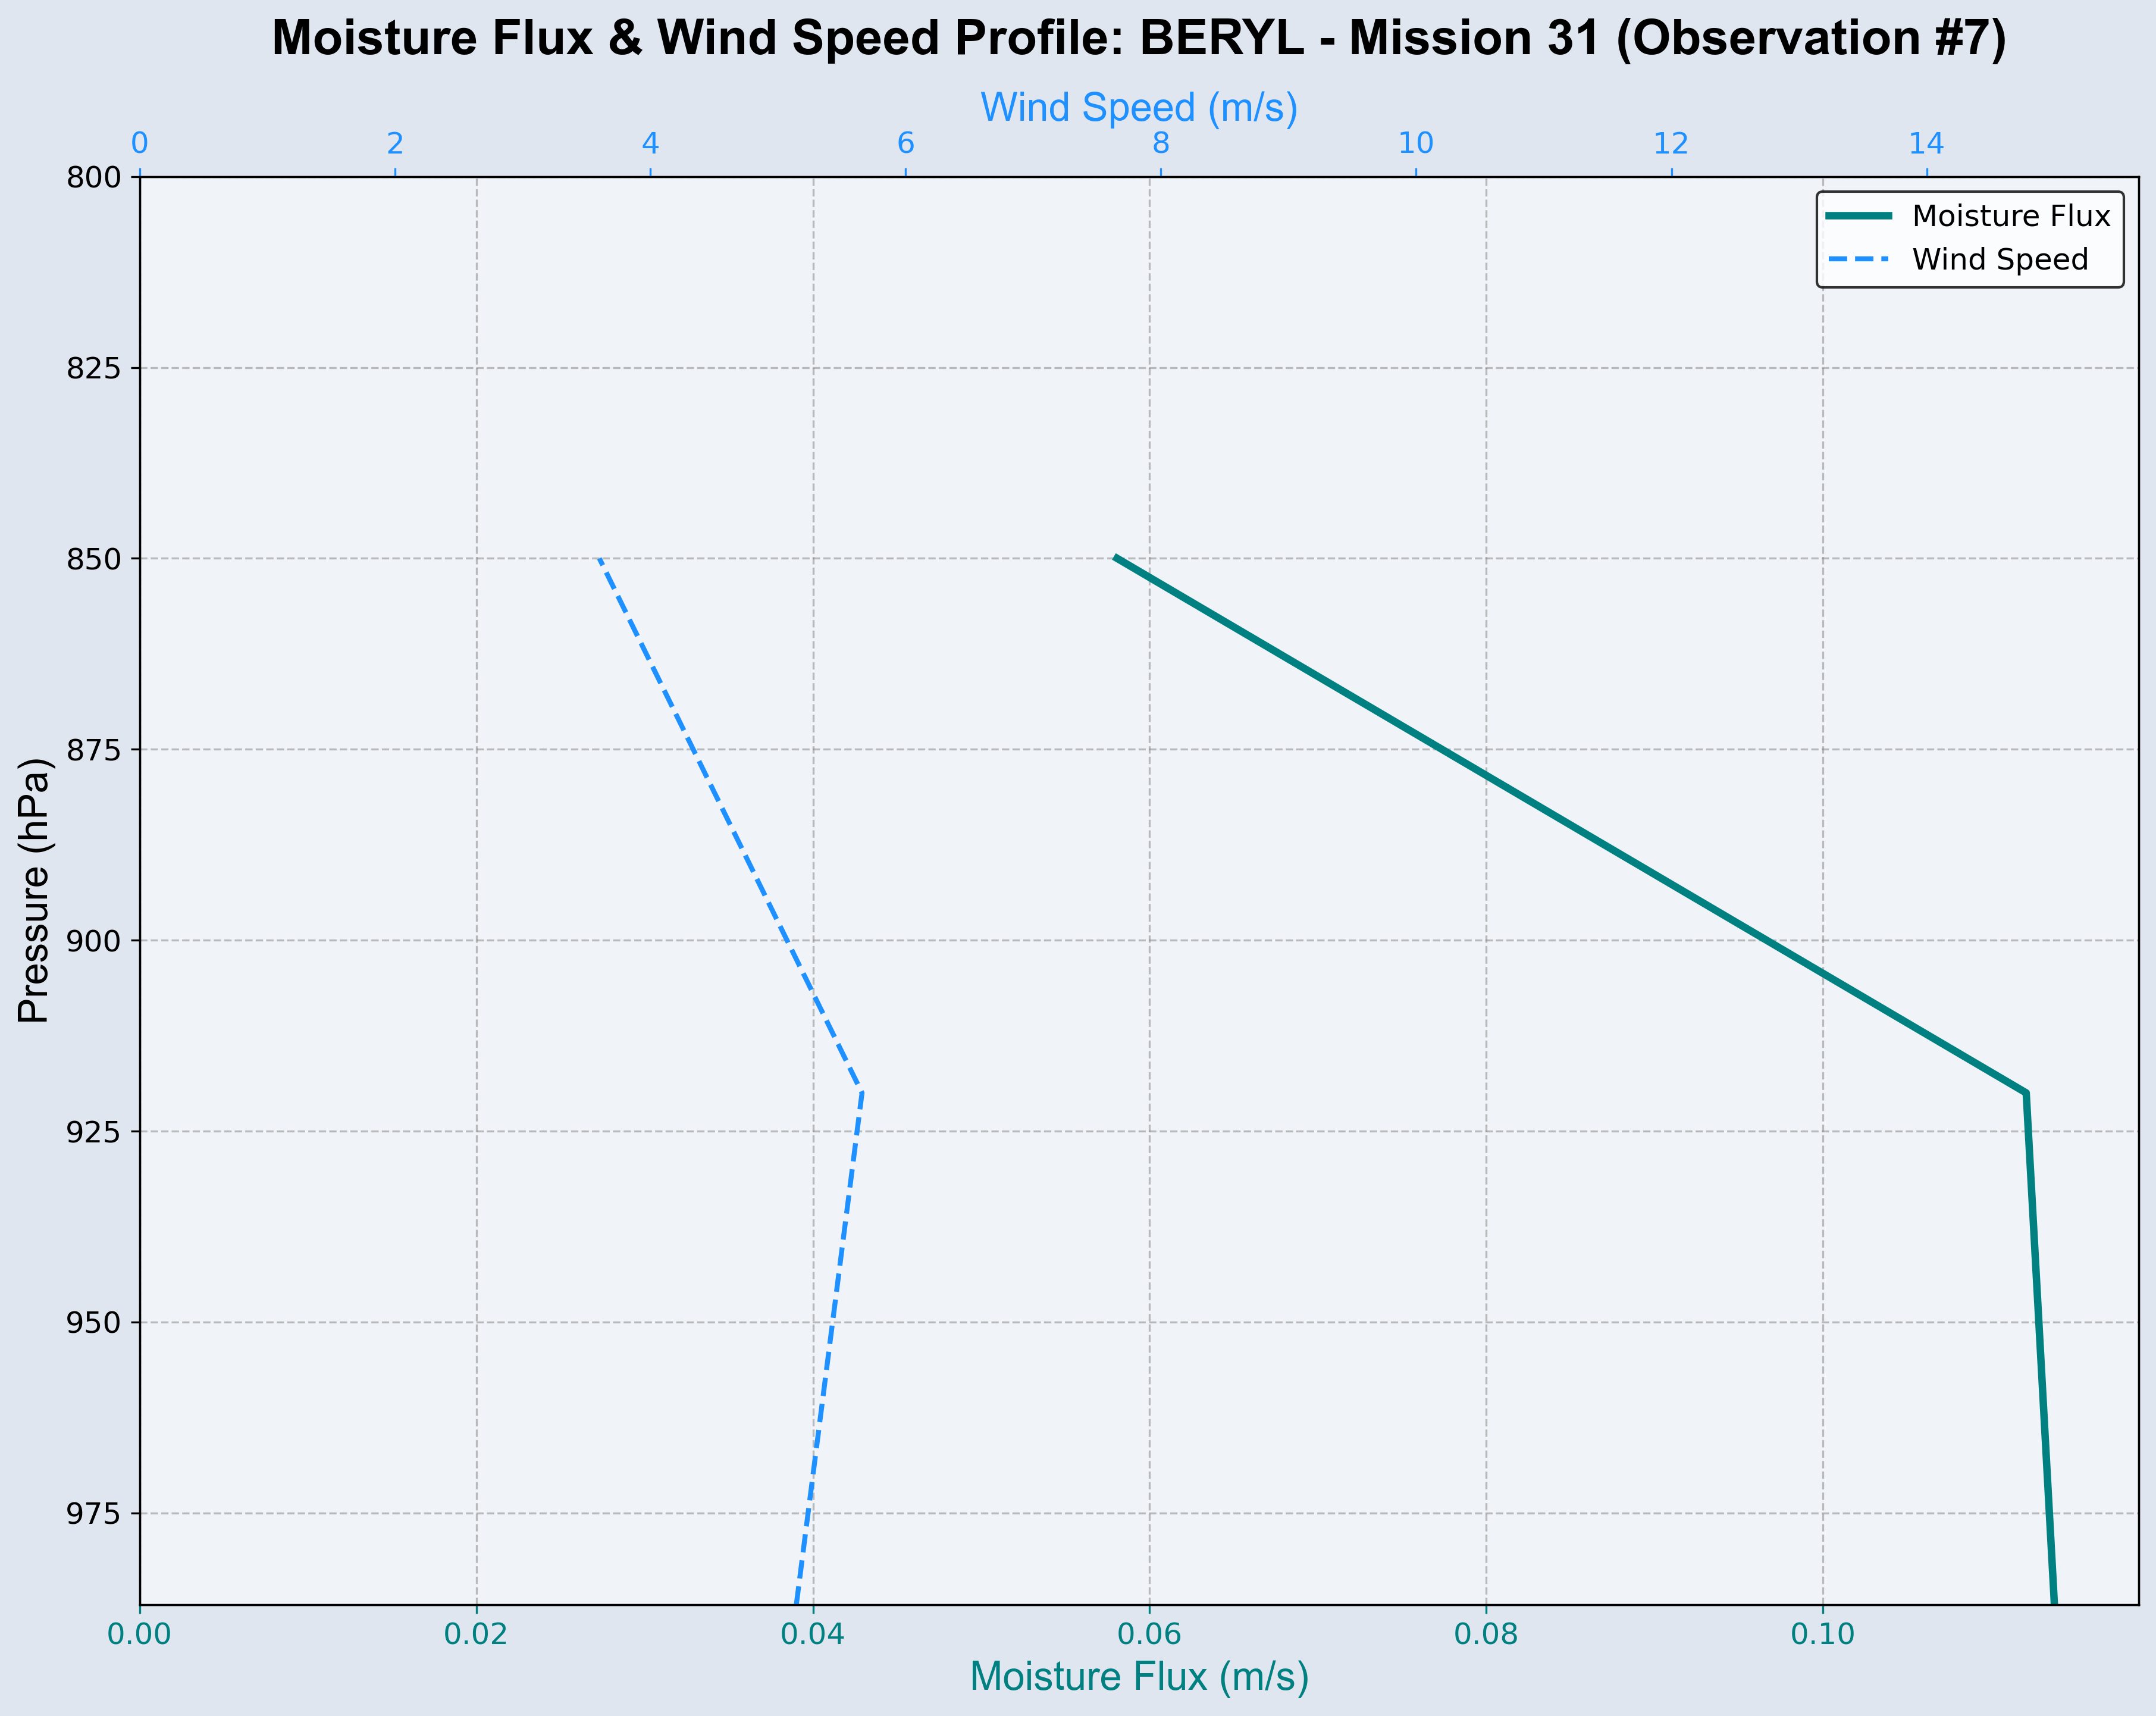 Moisture Flux & Wind Speed Profile: BERYL - Mission 31 (Observation #7)
Wind Speed (m/s)
0 2 4 6 8 10 12 14
Moisture Flux
Wind Speed
800
825
850
875
900
925
950
975
Pressure (hPa)
0.00 0.02 0.04 0.06 0.08 0.10
Moisture Flux (m/s)